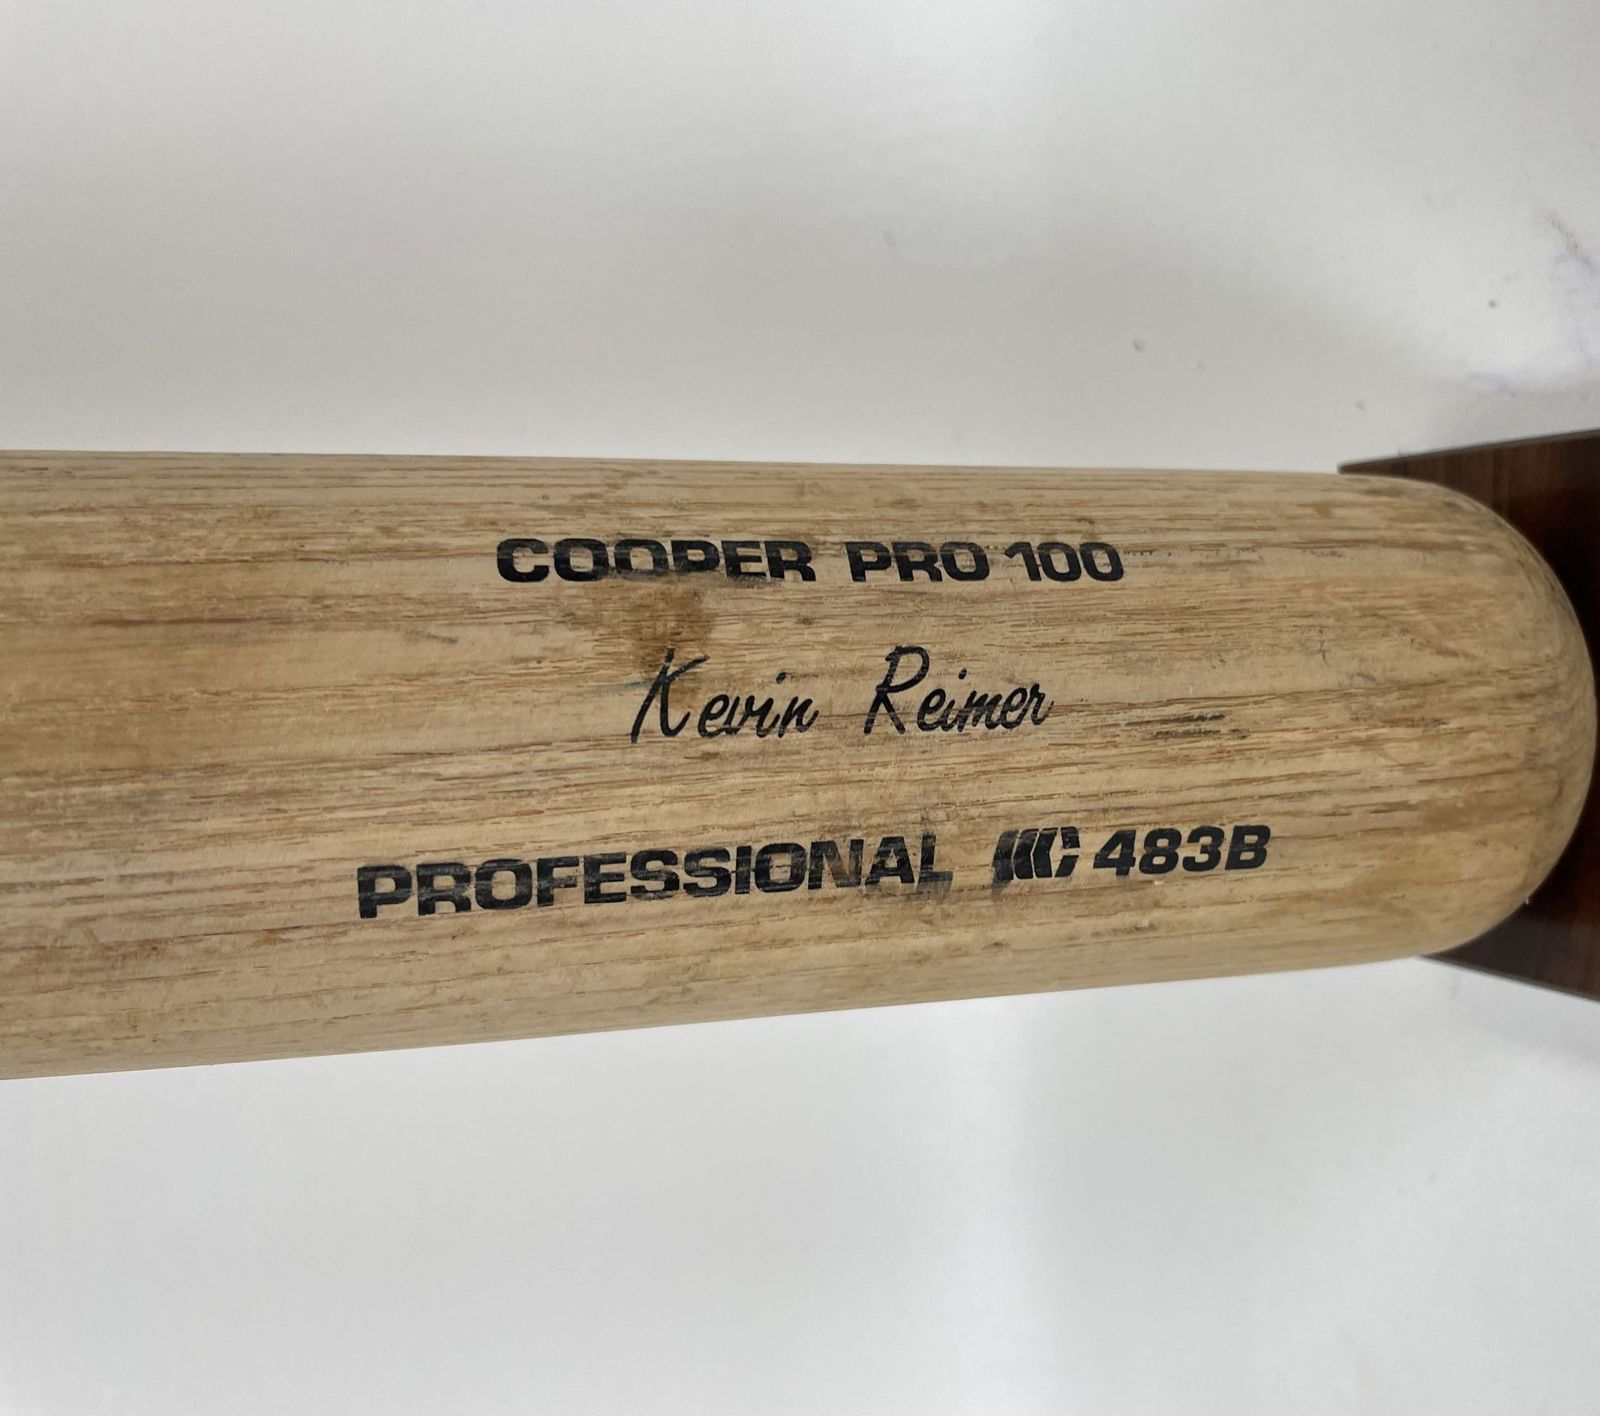 COOPER PRO 100
Kevin Reimer
PROFESSIONAL 483B